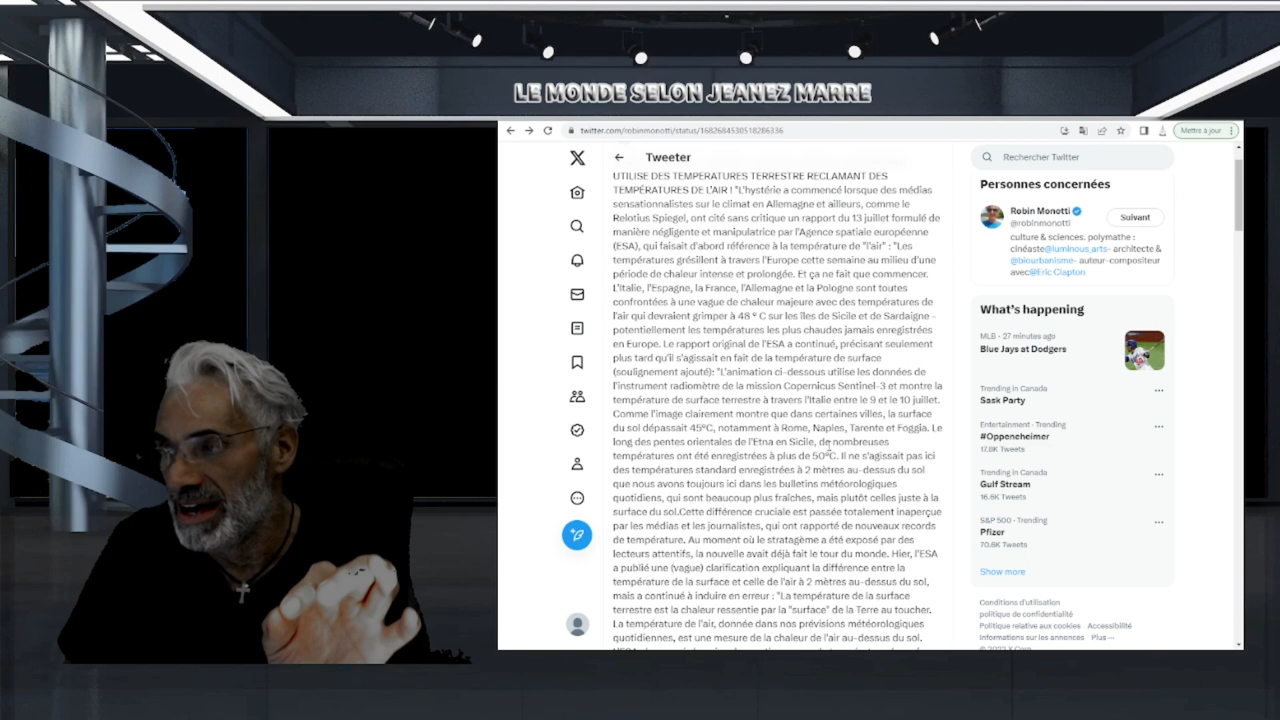 LE MONDE SELON JEANEZ MARRE
twitter.com/robinmonotti/status/1682684530518286336
Mettre à jour
Tweeter
UTILISE DES TEMPERATURES TERRESTRE RECLAMANT DES
TEMPÉRATURES DE L'AIR ! "L'hystérie a commencé lorsque des médias
sensationnalistes sur le climat en Allemagne et ailleurs, comme le
Relotius Spiegel, ont cité sans critique un rapport du 13 juillet formulé de
manière négligente et manipulatrice par l'Agence spatiale européenne
(ESA), qui faisait d'abord référence à la température de "l'air" : "Les
températures grésillent à travers l'Europe cette semaine au milieu d'une
période de chaleur intense et prolongée. Et ça ne fait que commencer.
L'Italie, l'Espagne, la France, l'Allemagne et la Pologne sont toutes
confrontées à une vague de chaleur majeure avec des températures de
l'air qui devraient grimper à 48 ° C sur les îles de Sicile et de Sardaigne -
potentiellement les températures les plus chaudes jamais enregistrées
en Europe. Le rapport original de l'ESA a continué, précisant seulement
plus tard qu'il s'agissait en fait de la température de surface
(soulignement ajouté): "L'animation ci-dessous utilise les données de
l'instrument radiomètre de la mission Copernicus Sentinel-3 et montre la
température de surface terrestre à travers l'Italie entre le 9 et le 10 juillet.
Comme l'image clairement montre que dans certaines villes, la surface
du sol dépassait 45°C, notamment à Rome, Naples, Tarente et Foggia. Le
long des pentes orientales de l'Etna en Sicile, de nombreuses
températures ont été enregistrées à plus de 50°C. Il ne s'agissait pas ici
des températures standard enregistrées à 2 mètres au-dessus du sol
que nous avons toujours ici dans les bulletins météorologiques
quotidiens, qui sont beaucoup plus fraîches, mais plutôt celles juste à la
surface du sol.Cette différence cruciale est passée totalement inaperçue
par les médias et les journalistes, qui ont rapporté de nouveaux records
de température. Au moment où le stratagème a été exposé par des
lecteurs attentifs, la nouvelle avait déjà fait le tour du monde. Hier, l'ESA
a publié une (vague) clarification expliquant la différence entre la
température de la surface et celle de l'air à 2 mètres au-dessus du sol,
mais a continué à induire en erreur : "La température de la surface
terrestre est la chaleur ressentie par la "surface" de la Terre au toucher.
La température de l'air, donnée dans nos prévisions météorologiques
quotidiennes, est une mesure de la chaleur de l'air au-dessus du sol.
Rechercher Twitter
Personnes concernées
Robin Monotti
Suivant
@robinmonotti
culture & sciences. polymathe :
cinéaste@luminous_arts- architecte &
@biourbanisme- auteur-compositeur
avec@Eric Clapton
What's happening
MLB · 27 minutes ago
Blue Jays at Dodgers
Trending in Canada
Sask Party
Entertainment · Trending
#Oppenheimer
17.8K Tweets
Trending in Canada
Gulf Stream
16.6K Tweets
S&P 500 · Trending
Pfizer
70.6K Tweets
Show more
Conditions d'utilisation
politique de confidentialité
Politique relative aux cookies Accessibilité
Informations sur les annonces Plus ···